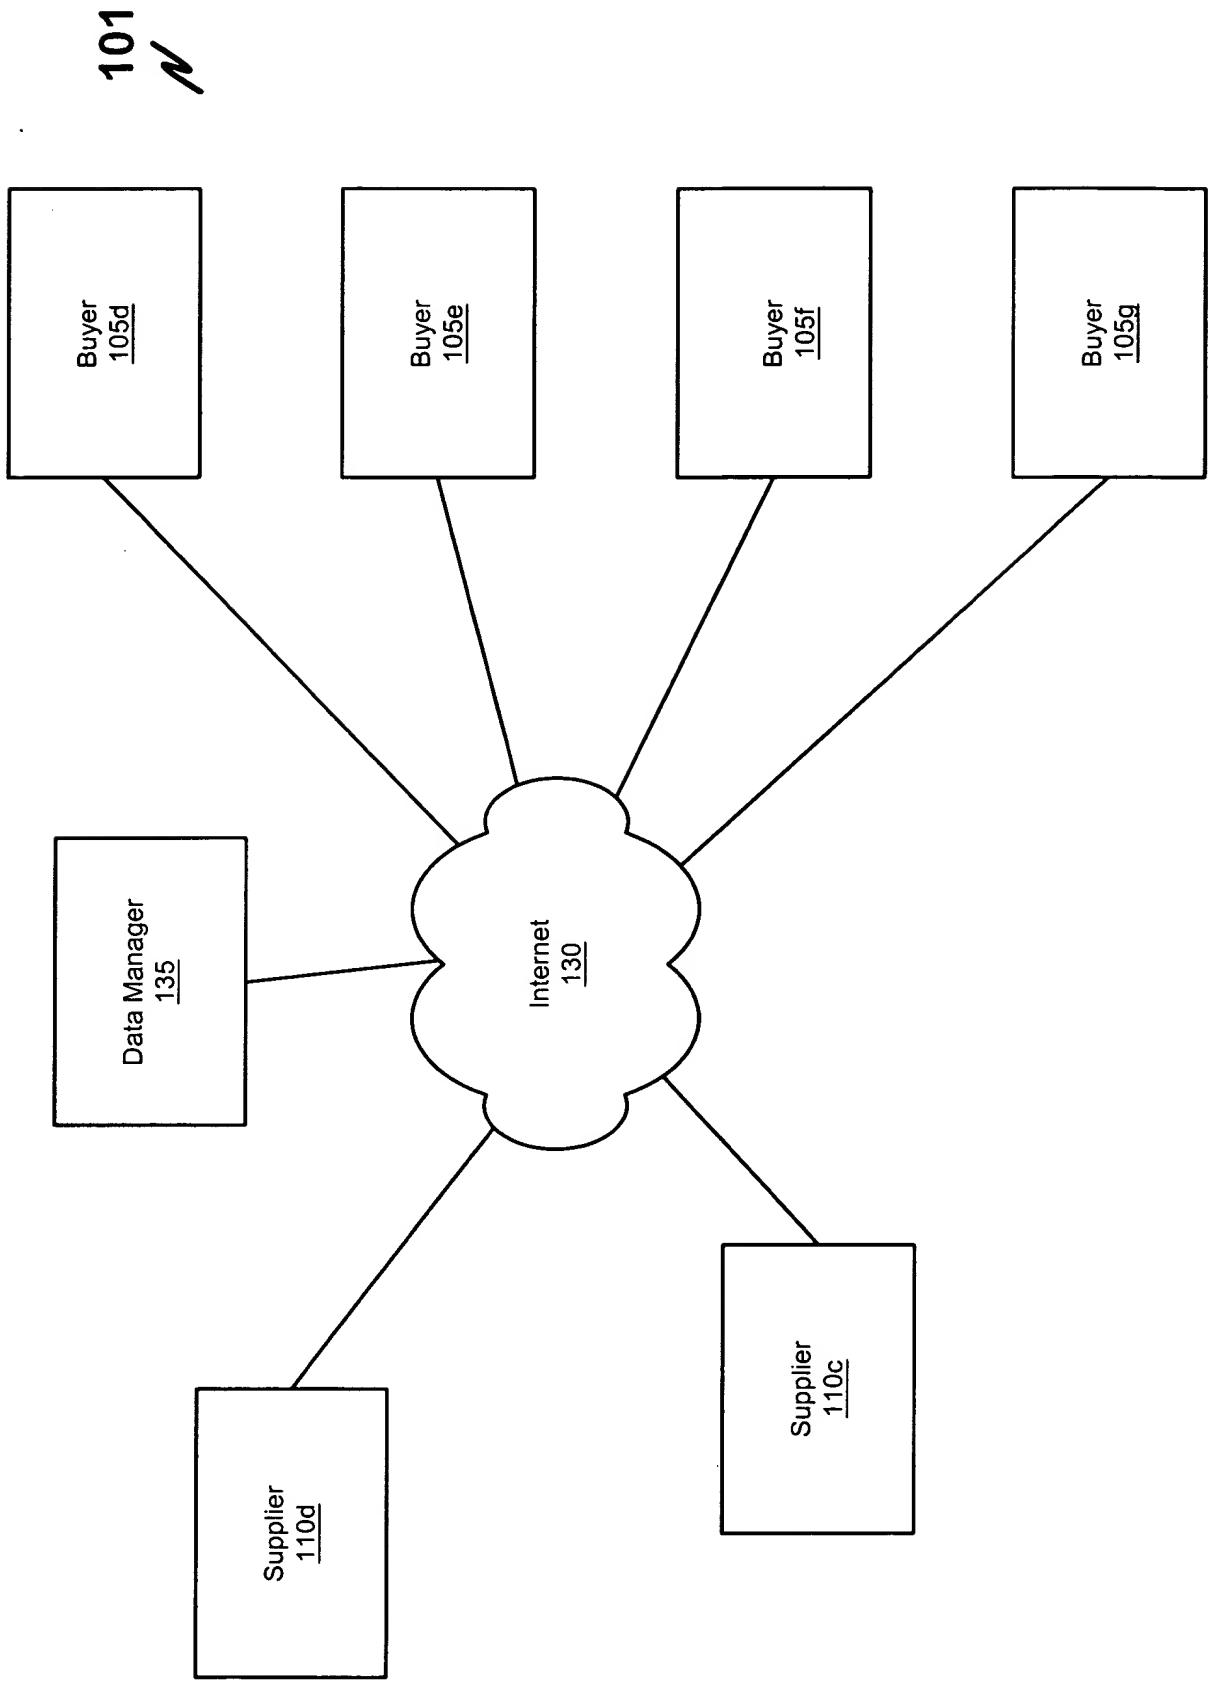 101
Buyer
105d
Data Manager
135
Buyer
105e
Supplier
110d
Internet
130
Buyer
105f
Supplier
110c
Buyer
105g